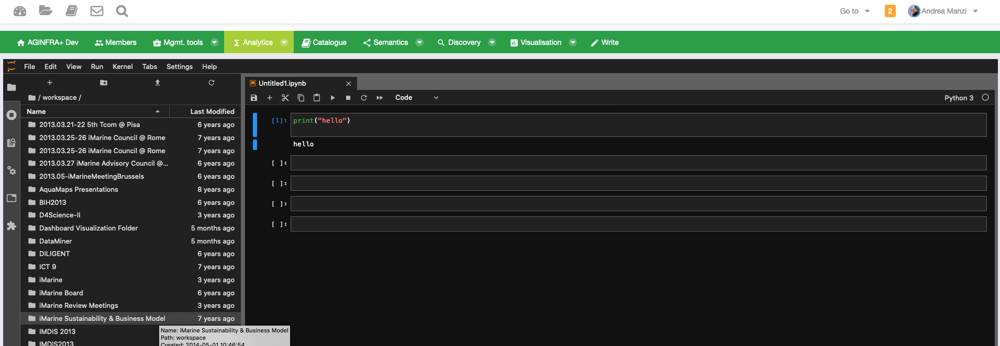 Go to
2
Andrea Manzi
AGINFRA+ Dev
Members
Mgmt. tools
Analytics
Catalogue
Semantics
Discovery
Visualisation
Write
File Edit View Run Kernel Tabs Settings Help
/ workspace /
Name Last Modified
2013.03.21-22 5th Tcom @ Pisa 6 years ago
2013.03.25-26 iMarine Council @ Rome 7 years ago
2013.03.25-26 iMarine Council @ Rome 7 years ago
2013.03.27 iMarine Advisory Council @... 6 years ago
2013.05-iMarineMeetingBrussels 6 years ago
AquaMaps Presentations 8 years ago
BIH2013 6 years ago
D4Science-II 3 years ago
Dashboard Visualization Folder 5 months ago
DataMiner 5 months ago
DILIGENT 6 years ago
ICT 9 7 years ago
iMarine 3 years ago
iMarine Board 6 years ago
iMarine Review Meetings 3 years ago
iMarine Sustainability & Business Model 7 years ago
IMDIS 2013
IMDIS2013
Name: iMarine Sustainability & Business Model
Path: workspace
Created: 2014-05-01 10:46:54
Untitled1.ipynb
Code
Python 3
[1]: print("hello")
hello
[ ]:
[ ]:
[ ]:
[ ]: